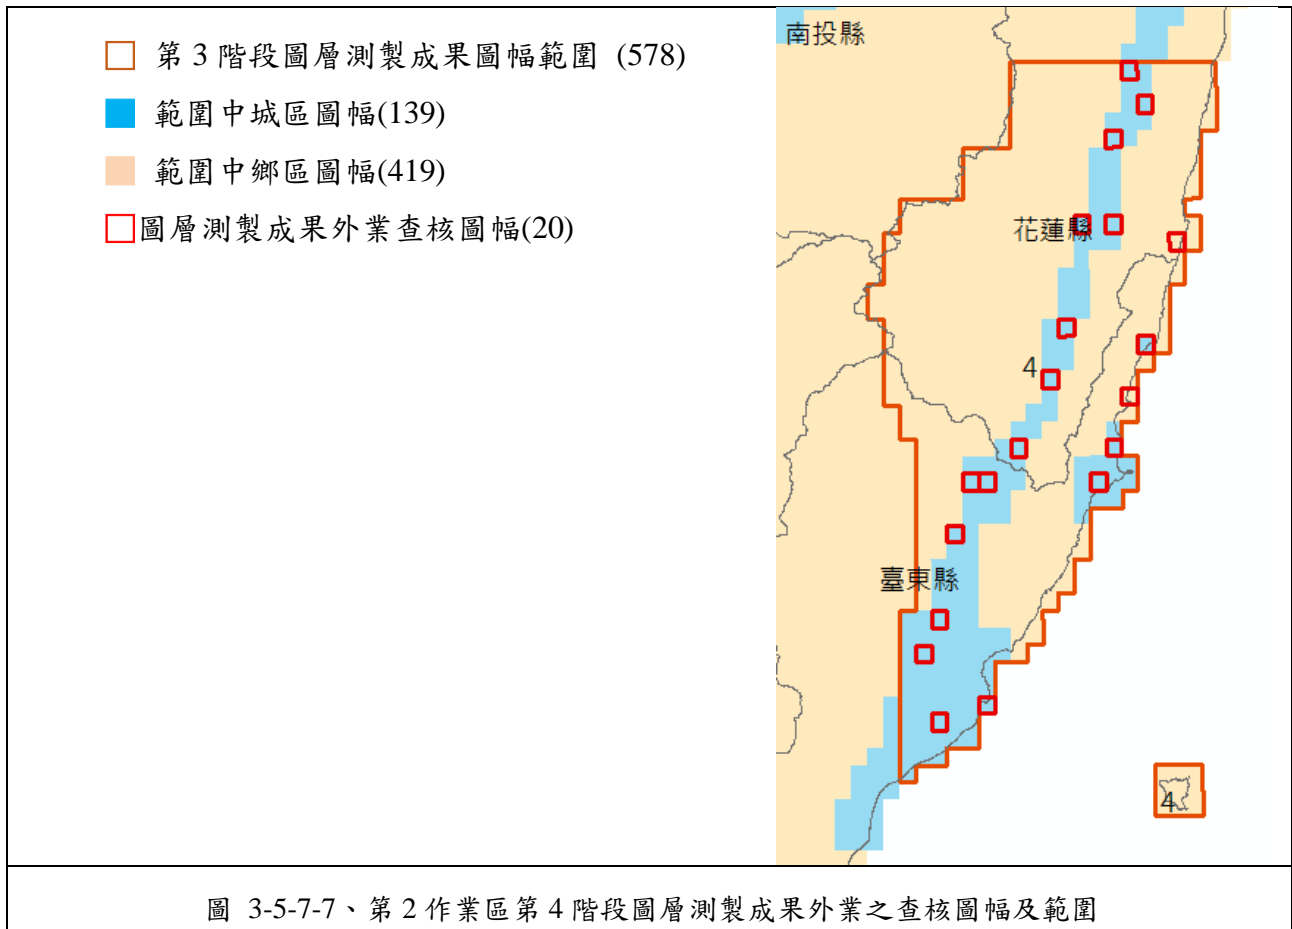 第 3 階段圖層測製成果圖幅範圍 (578)
範圍中城區圖幅(139)
範圍中鄉區圖幅(419)
圖層測製成果外業查核圖幅(20)
南投縣
花蓮縣
4
臺東縣
4
圖 3-5-7-7、第 2 作業區第 4 階段圖層測製成果外業之查核圖幅及範圍